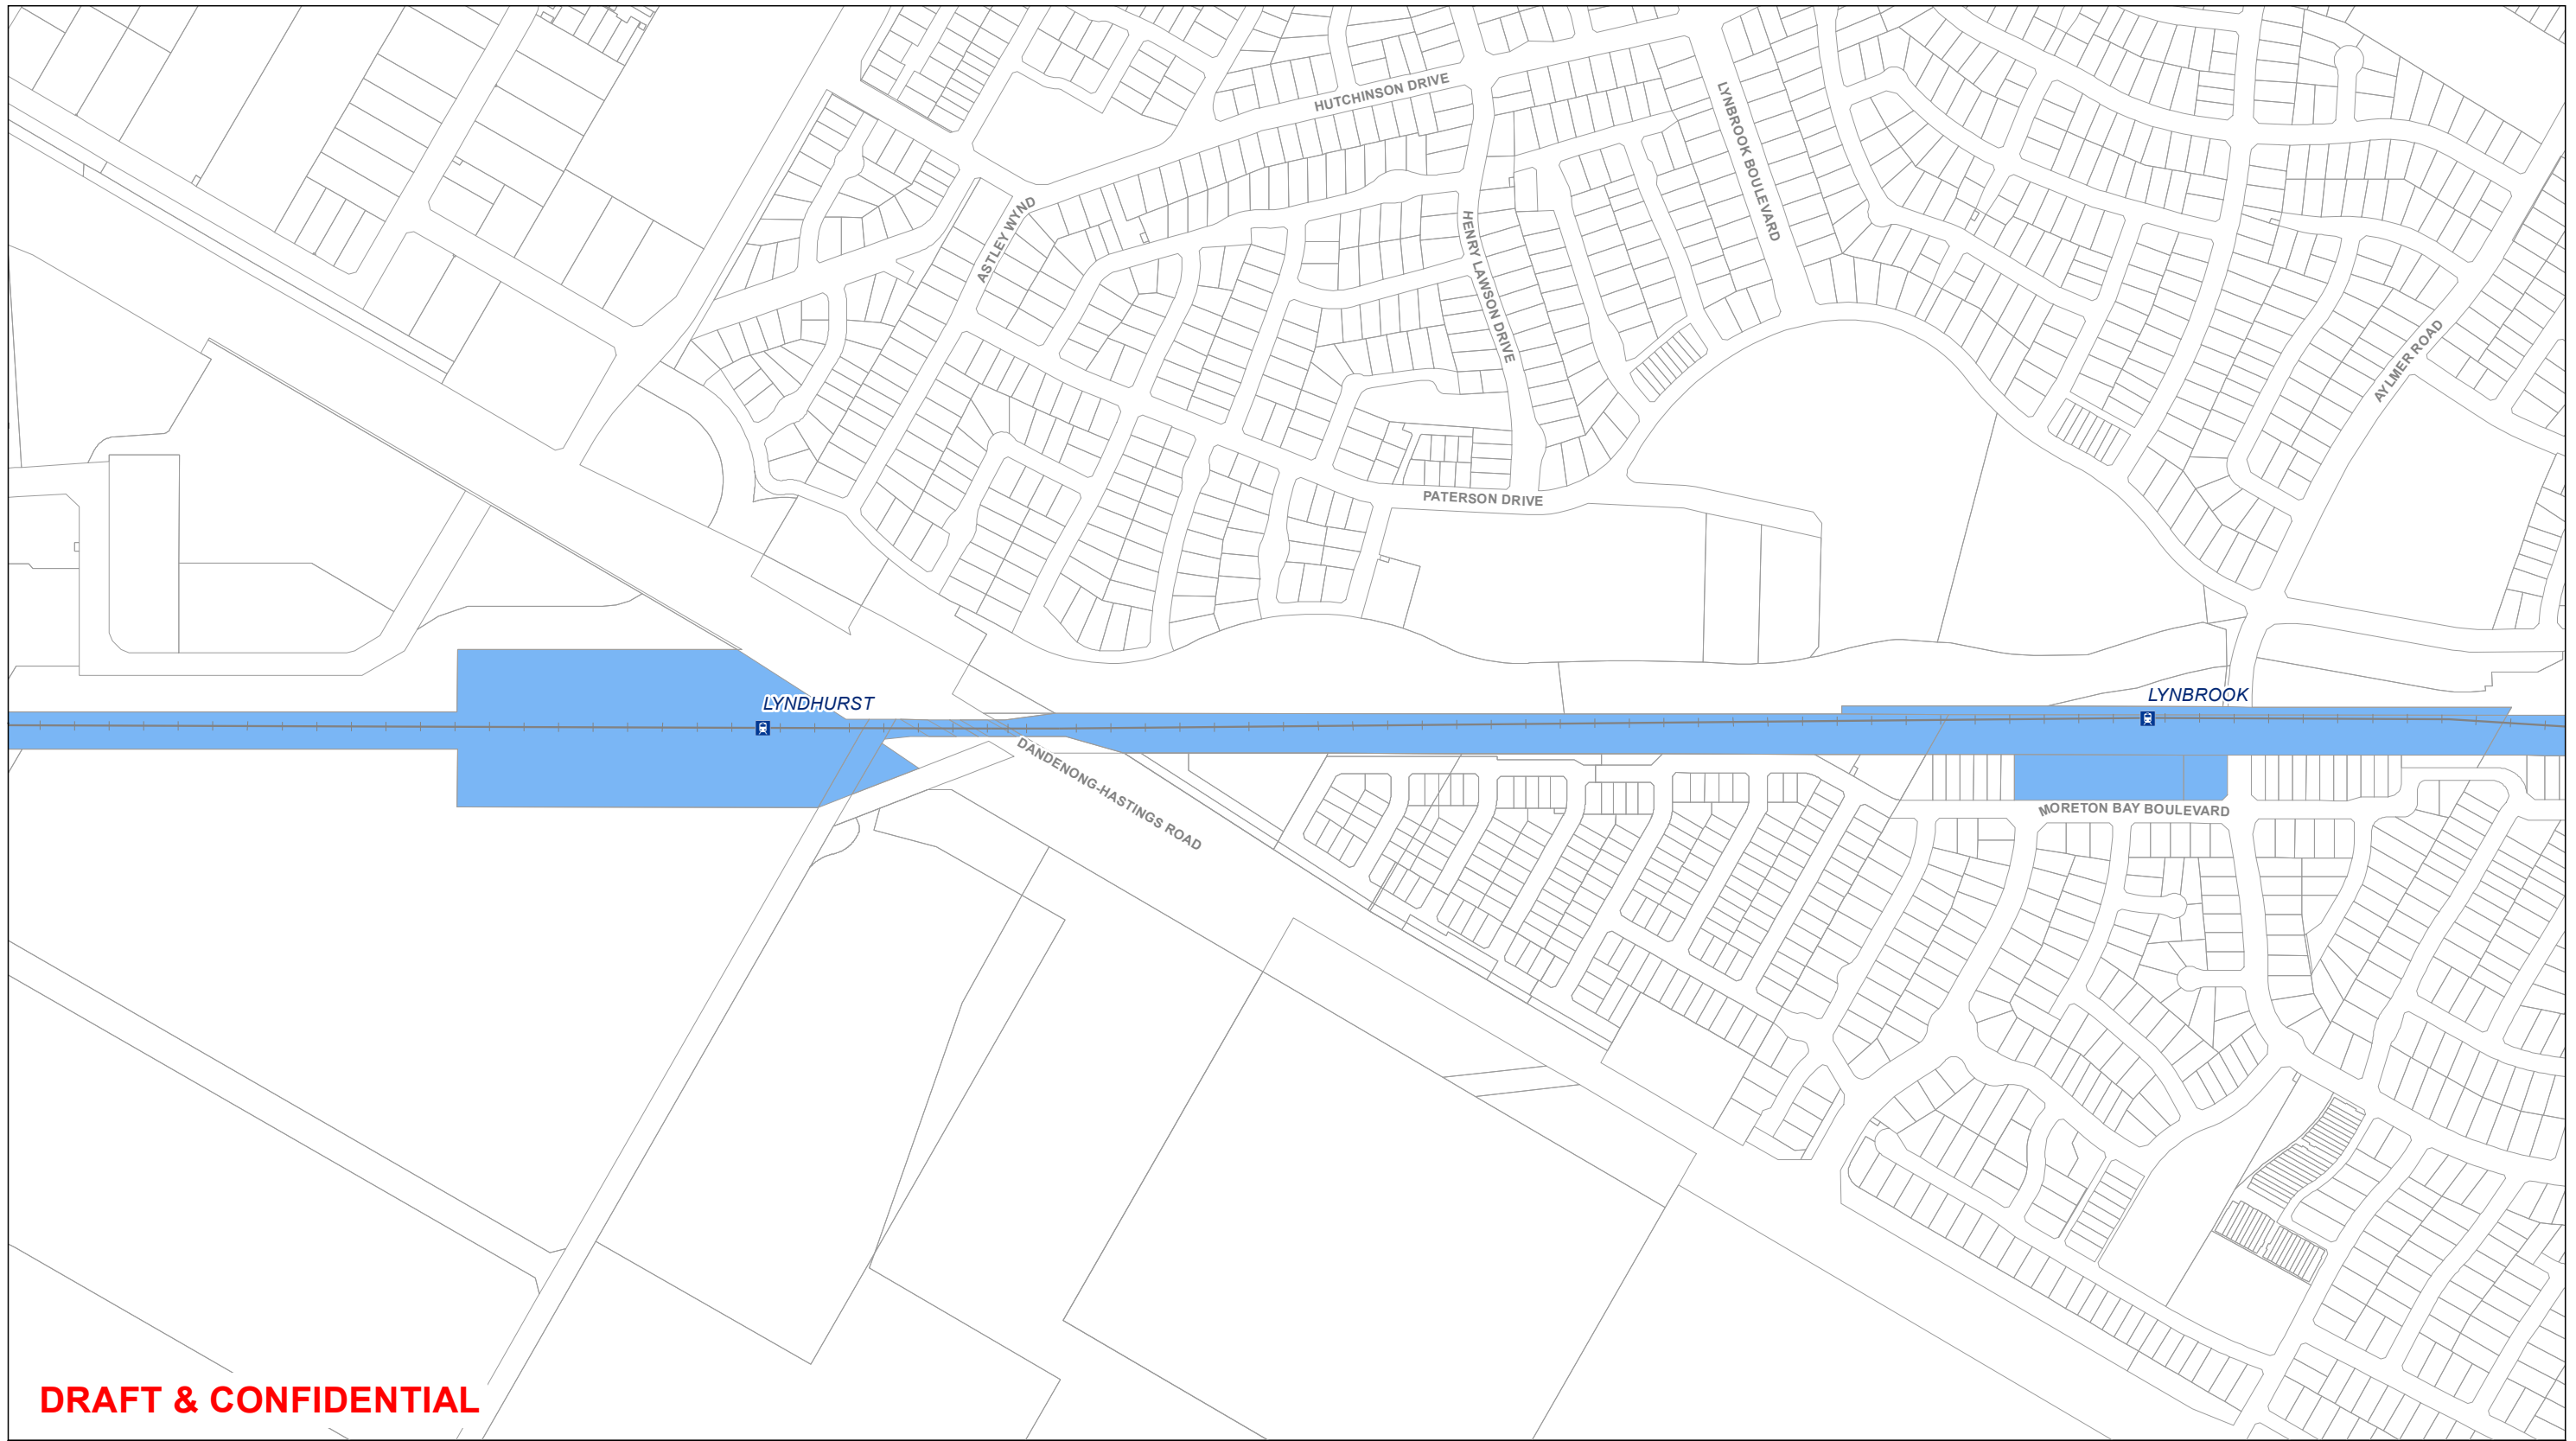 HUTCHINSON DRIVE
LYNBROOK BOULEVARD
ASTLEY WYND
HENRY LAWSON DRIVE
AYLMER ROAD
PATERSON DRIVE
LYNDHURST
LYNBROOK
DANDENONG-HASTINGS ROAD
MORETON BAY BOULEVARD
DRAFT & CONFIDENTIAL